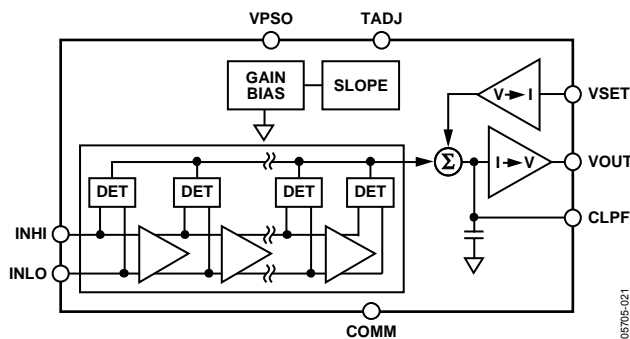 VPSO TADJ
GAIN
BIAS
SLOPE
V I
VSET
Σ
I V
VOUT
DET DET DET DET
CLPF
INHI
INLO
COMM
05705-021